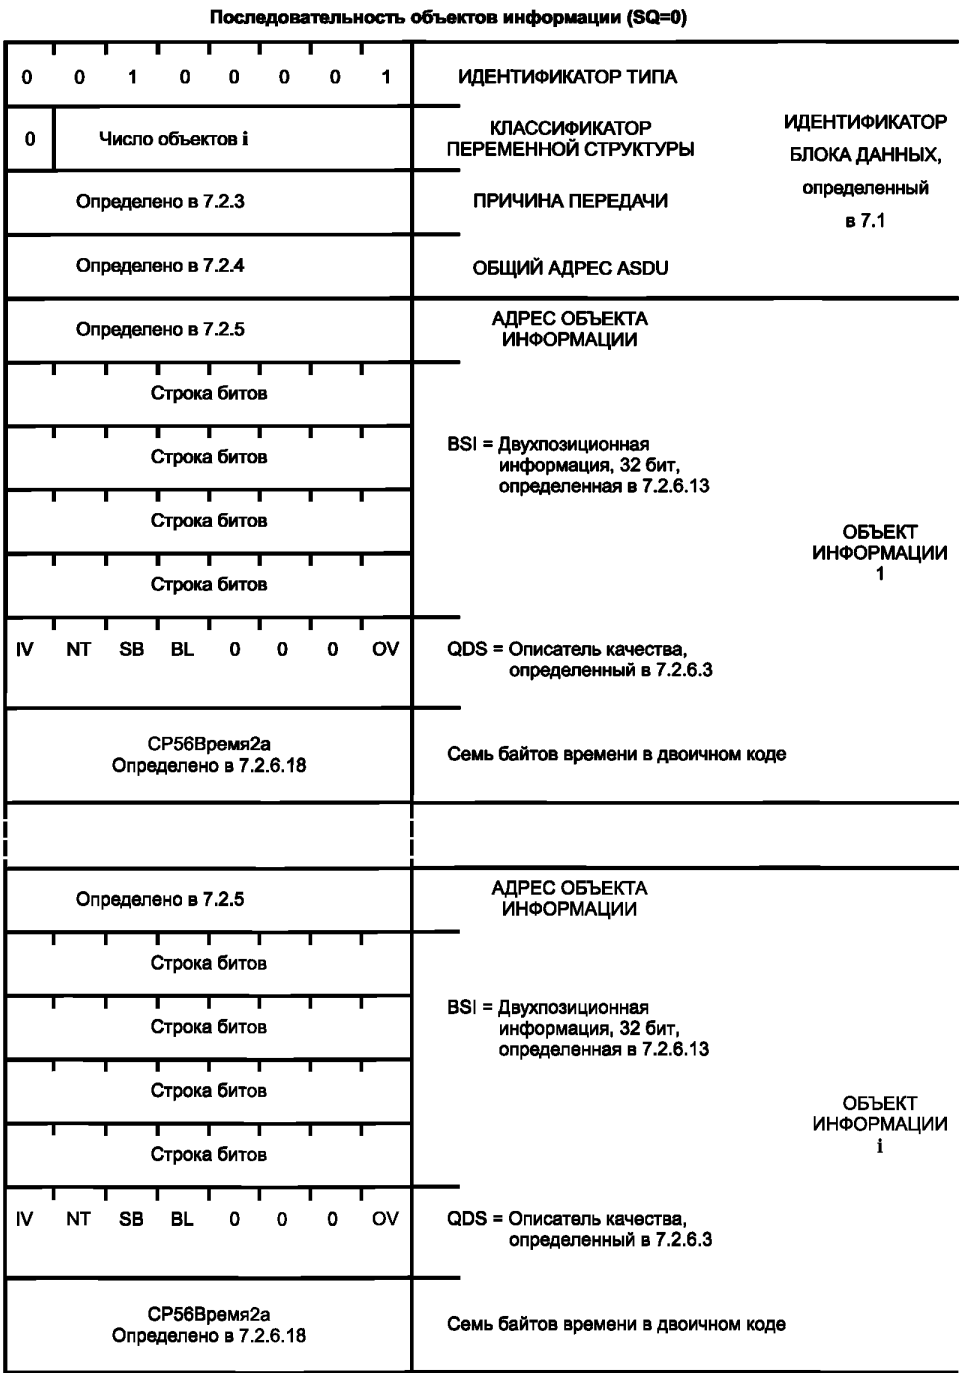 Последовательность объектов информации (SQ=0)
0 0 1 0 0 0 0 1 ИДЕНТИФИКАТОР ТИПА
0 Число объектов i КЛАССИФИКАТОР
ПЕРЕМЕННОЙ СТРУКТУРЫ
ИДЕНТИФИКАТОР
БЛОКА ДАННЫХ,
определенный
в 7.1
Определено в 7.2.3 ПРИЧИНА ПЕРЕДАЧИ
Определено в 7.2.4 ОБЩИЙ АДРЕС ASDU
Определено в 7.2.5 АДРЕС ОБЪЕКТА
ИНФОРМАЦИИ
Строка битов
Строка битов
Строка битов
Строка битов
BSI = Двухпозиционная
информация, 32 бит,
определенная в 7.2.6.13
ОБЪЕКТ
ИНФОРМАЦИИ
1
IV NT SB BL 0 0 0 OV QDS = Описатель качества,
определенный в 7.2.6.3
CP56Время2а
Определено в 7.2.6.18
Семь байтов времени в двоичном коде
Определено в 7.2.5 АДРЕС ОБЪЕКТА
ИНФОРМАЦИИ
Строка битов
Строка битов
Строка битов
Строка битов
BSI = Двухпозиционная
информация, 32 бит,
определенная в 7.2.6.13
ОБЪЕКТ
ИНФОРМАЦИИ
i
IV NT SB BL 0 0 0 OV QDS = Описатель качества,
определенный в 7.2.6.3
CP56Время2а
Определено в 7.2.6.18
Семь байтов времени в двоичном коде